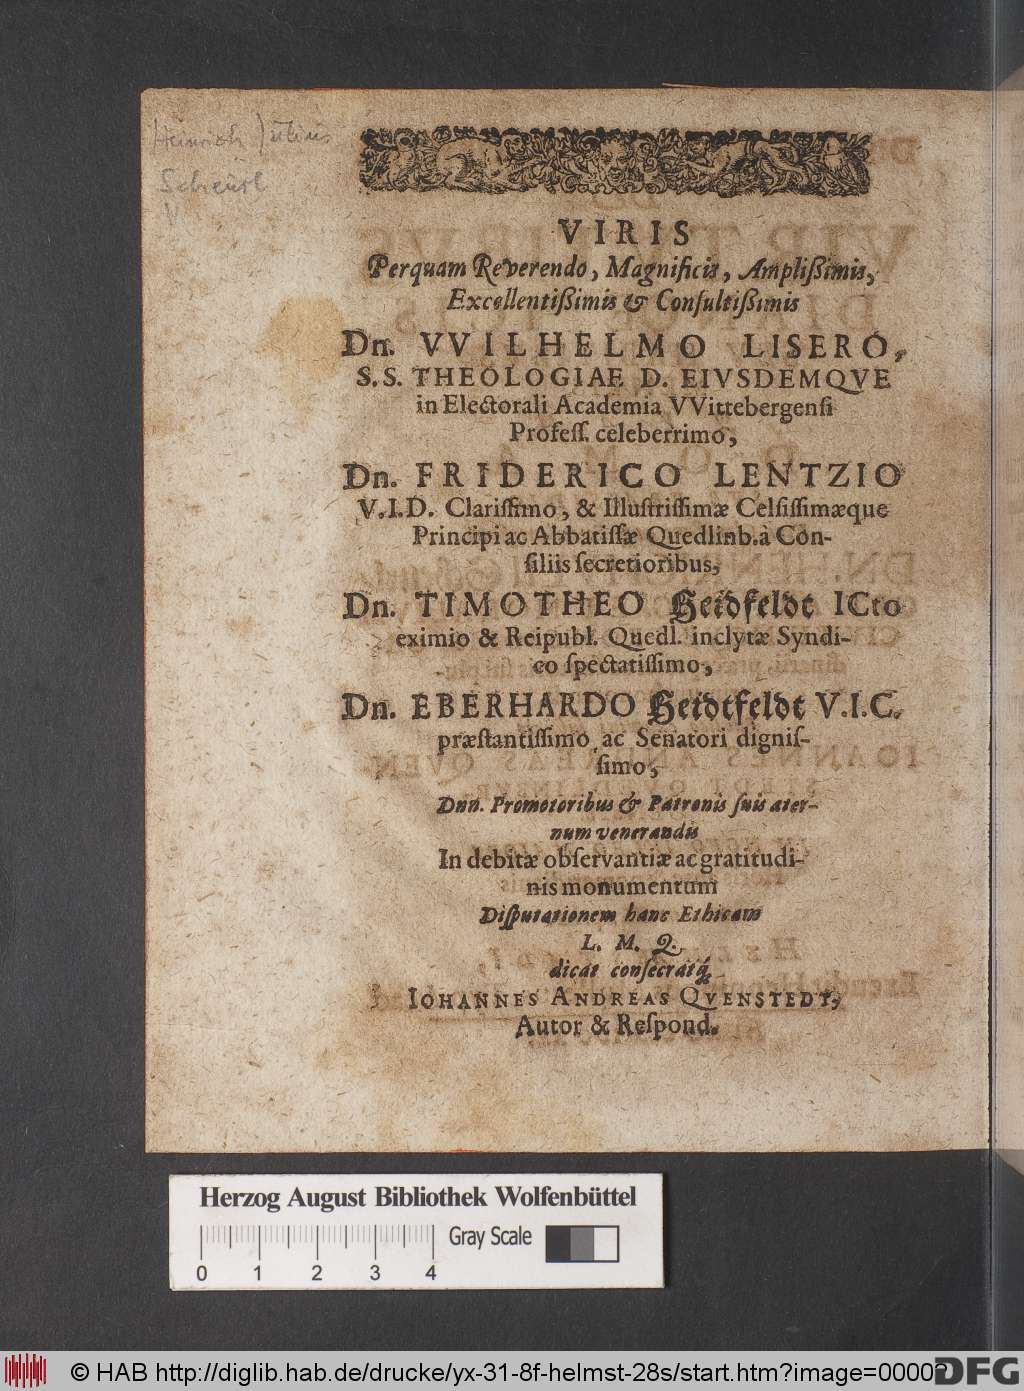 Heinrich Julius
Scheurl
VIRIS
Perquam Reverendo, Magnificis, Amplißimis,
Excellentißimis & Conſultißimis
Dn. VVILHELMO LISERO,
S.S. THEOLOGIAE D. EIVSDEMQVE
in Electorali Academia VVittebergenſi
Profeſſ. celeberrimo,
Dn. FRIDERICO LENTZIO
V.I.D. Clariſſimo, & Illuſtriſſimæ Celſiſſimæque
Principi ac Abbatiſſæ Quedlinb. à Con-
ſiliis ſecretioribus,
Dn. TIMOTHEO Heidfeldt ICto
eximio & Reipubl. Quedl. inclytæ Syndi-
co ſpectatiſſimo,
Dn. EBERHARDO Heidtfeldt V.I.C.
præſtantiſſimo ac Senatori digniſ-
ſimo,
Dnn. Promotoribus & Patronis ſuis æter-
num venerandis
In debitæ obſervantiæ ac gratitudi-
nis monumentum
Diſputationem hanc Ethicam
L. M. Q.
dicat conſecratq́;
IOHANNES ANDREAS QVENSTEDT,
Autor & Reſpond.
Herzog August Bibliothek Wolfenbüttel
Gray Scale
0 1 2 3 4
© HAB http://diglib.hab.de/drucke/yx-31-8f-helmst-28s/start.htm?image=00002
DFG